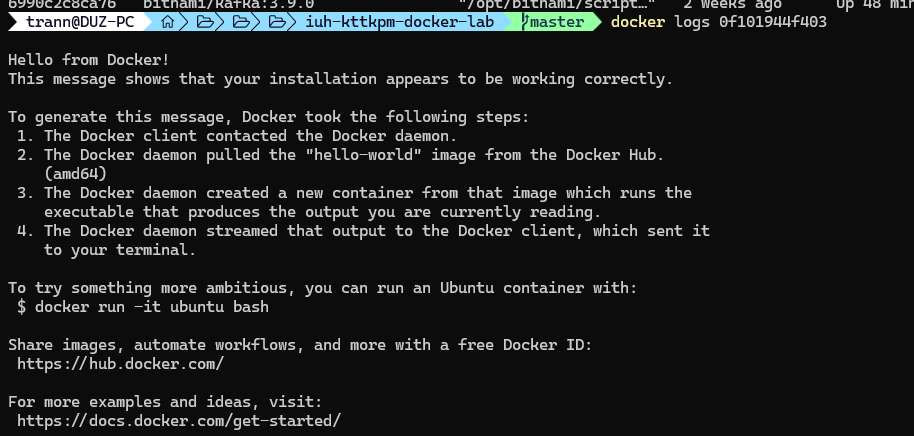 6990c2c8ca76   bitnami/kafka:3.9.0   "/opt/bitnami/script…"   2 weeks ago   Up 48 min
trann@DUZ-PC iuh-kttkpm-docker-lab master docker logs 0f101944f403
Hello from Docker!
This message shows that your installation appears to be working correctly.
To generate this message, Docker took the following steps:
1. The Docker client contacted the Docker daemon.
2. The Docker daemon pulled the "hello-world" image from the Docker Hub.
(amd64)
3. The Docker daemon created a new container from that image which runs the
executable that produces the output you are currently reading.
4. The Docker daemon streamed that output to the Docker client, which sent it
to your terminal.
To try something more ambitious, you can run an Ubuntu container with:
$ docker run -it ubuntu bash
Share images, automate workflows, and more with a free Docker ID:
https://hub.docker.com/
For more examples and ideas, visit:
https://docs.docker.com/get-started/